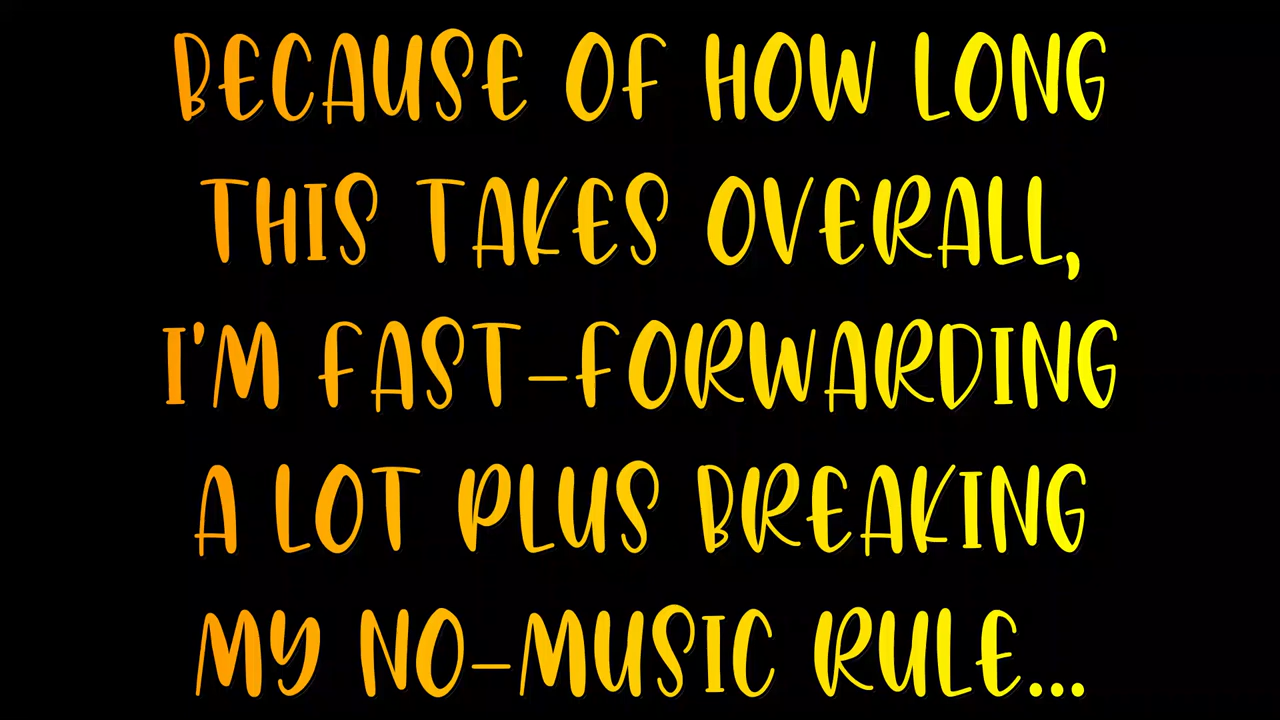 BECAUSE OF HOW LONG
THIS TAKES OVERALL,
I'M FAST-FORWARDING
A LOT PLUS BREAKING
MY NO-MUSIC RULE...